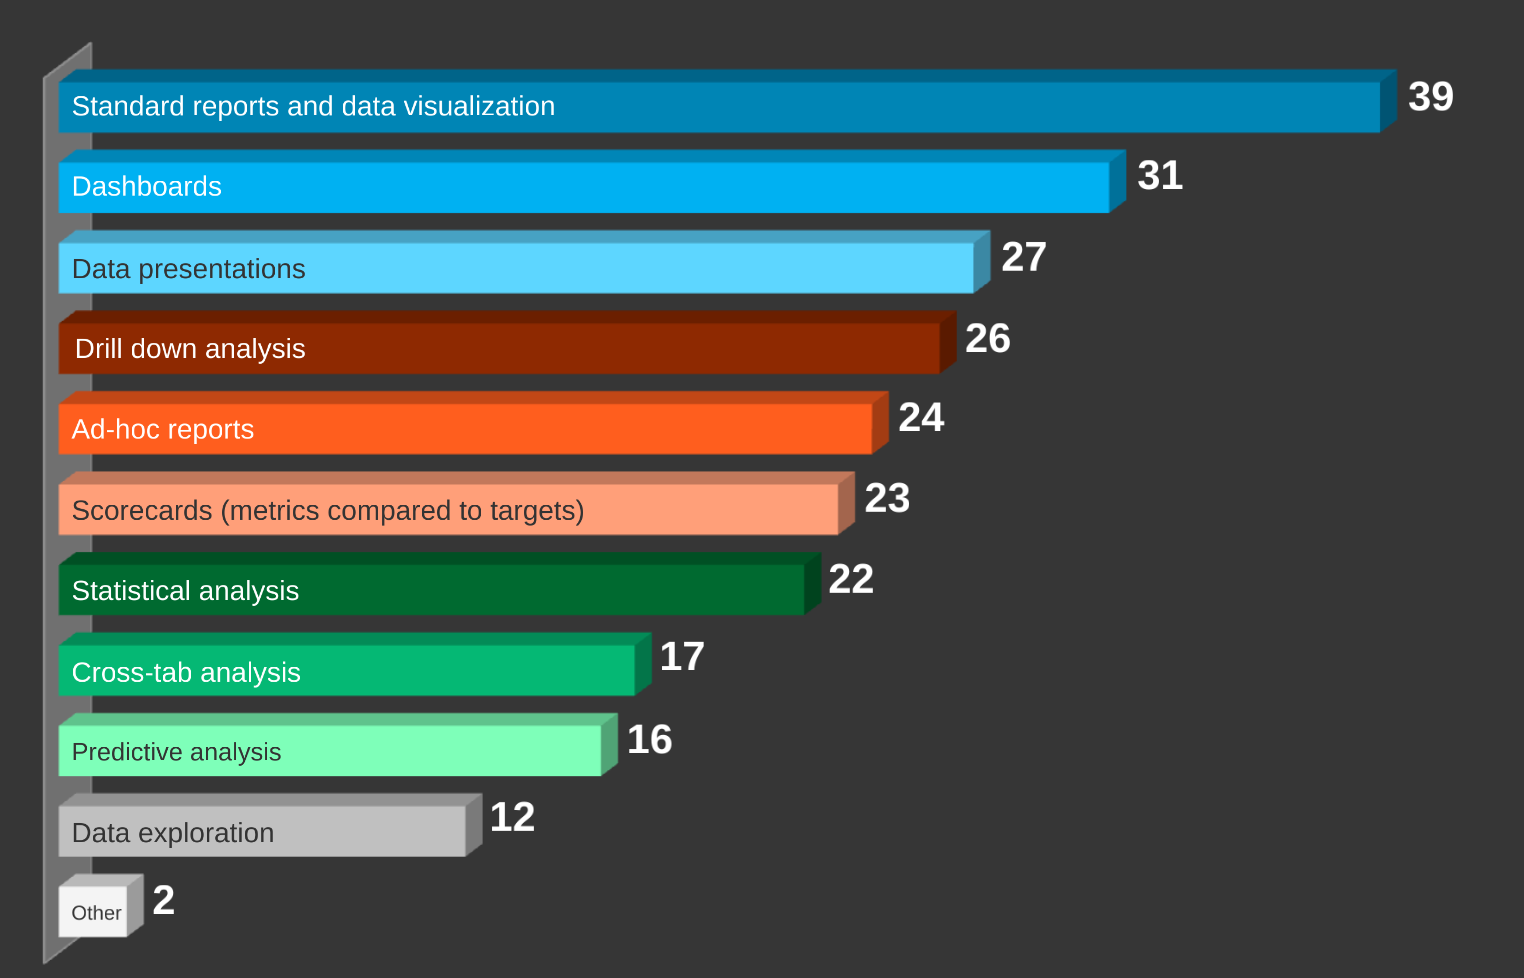 Standard reports and data visualization 39
Dashboards 31
Data presentations 27
Drill down analysis 26
Ad-hoc reports 24
Scorecards (metrics compared to targets) 23
Statistical analysis 22
Cross-tab analysis 17
Predictive analysis 16
Data exploration 12
Other 2